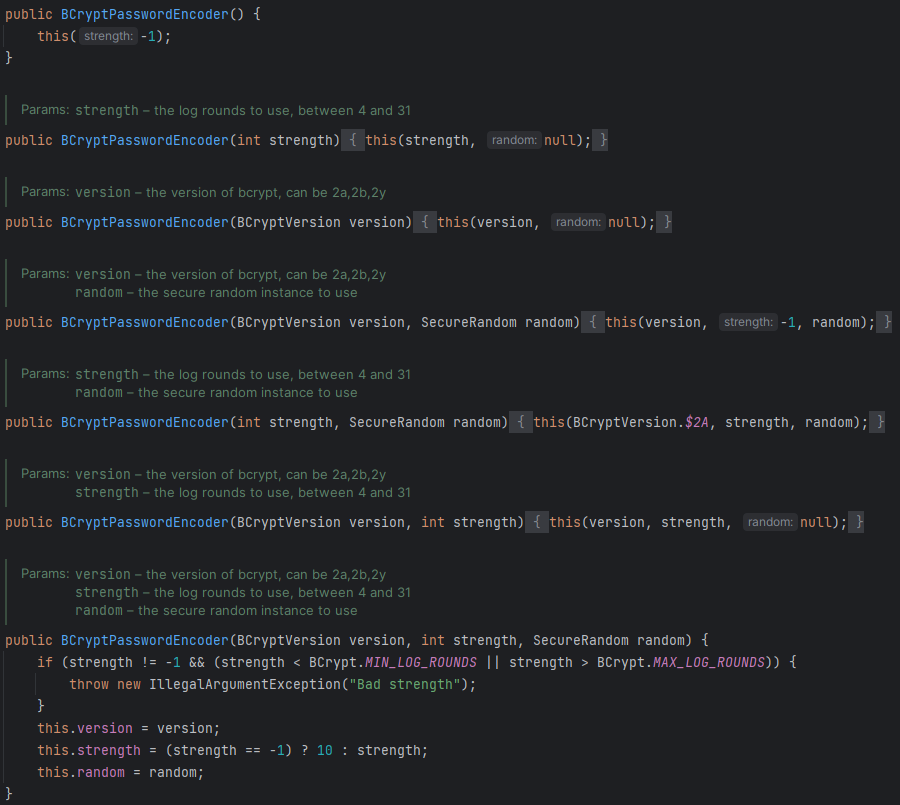 public BCryptPasswordEncoder() {
this( strength: -1);
}
Params: strength – the log rounds to use, between 4 and 31
public BCryptPasswordEncoder(int strength) { this(strength, random: null); }
Params: version – the version of bcrypt, can be 2a,2b,2y
public BCryptPasswordEncoder(BCryptVersion version) { this(version, random: null); }
Params: version – the version of bcrypt, can be 2a,2b,2y
random – the secure random instance to use
public BCryptPasswordEncoder(BCryptVersion version, SecureRandom random) { this(version, strength: -1, random); }
Params: strength – the log rounds to use, between 4 and 31
random – the secure random instance to use
public BCryptPasswordEncoder(int strength, SecureRandom random) { this(BCryptVersion.$2A, strength, random); }
Params: version – the version of bcrypt, can be 2a,2b,2y
strength – the log rounds to use, between 4 and 31
public BCryptPasswordEncoder(BCryptVersion version, int strength) { this(version, strength, random: null); }
Params: version – the version of bcrypt, can be 2a,2b,2y
strength – the log rounds to use, between 4 and 31
random – the secure random instance to use
public BCryptPasswordEncoder(BCryptVersion version, int strength, SecureRandom random) {
if (strength != -1 && (strength < BCrypt.MIN_LOG_ROUNDS || strength > BCrypt.MAX_LOG_ROUNDS)) {
throw new IllegalArgumentException("Bad strength");
}
this.version = version;
this.strength = (strength == -1) ? 10 : strength;
this.random = random;
}